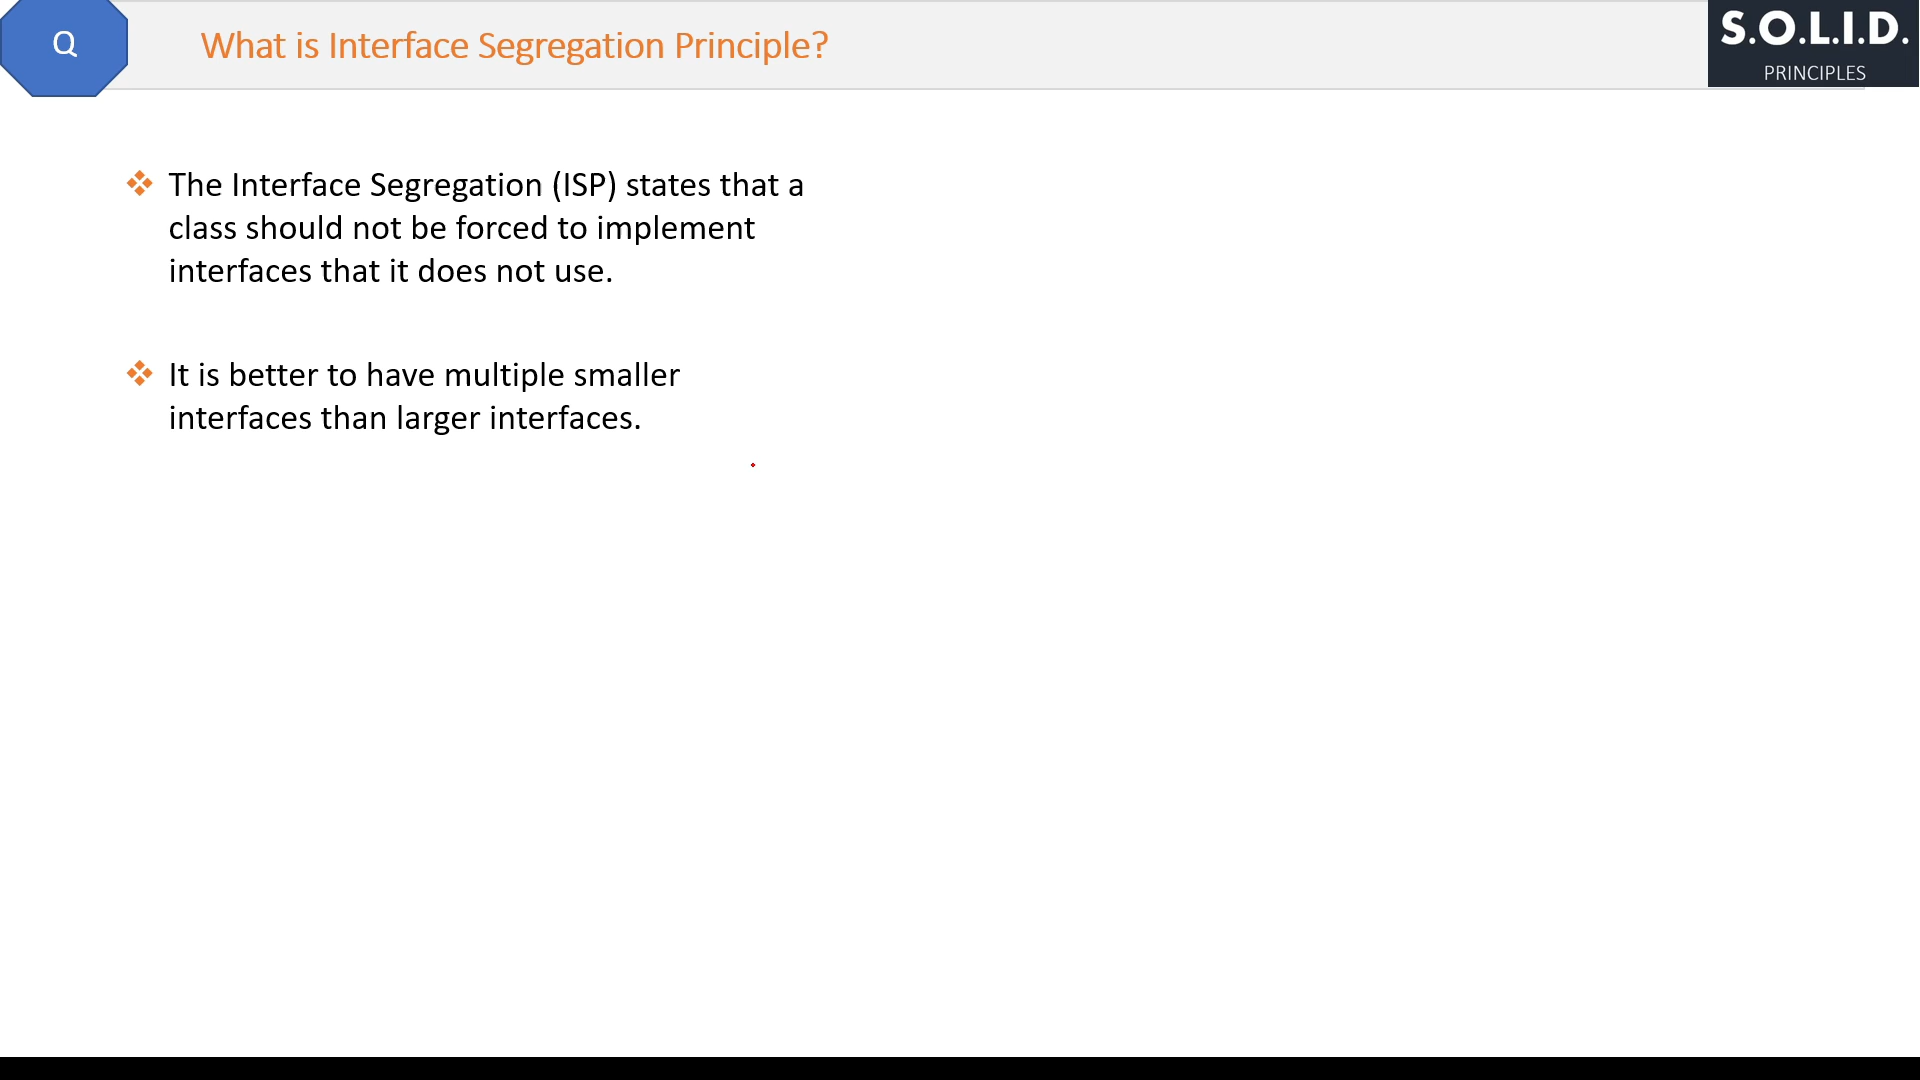 Q
What is Interface Segregation Principle?
S.O.L.I.D.
PRINCIPLES
The Interface Segregation (ISP) states that a
class should not be forced to implement
interfaces that it does not use.
It is better to have multiple smaller
interfaces than larger interfaces.